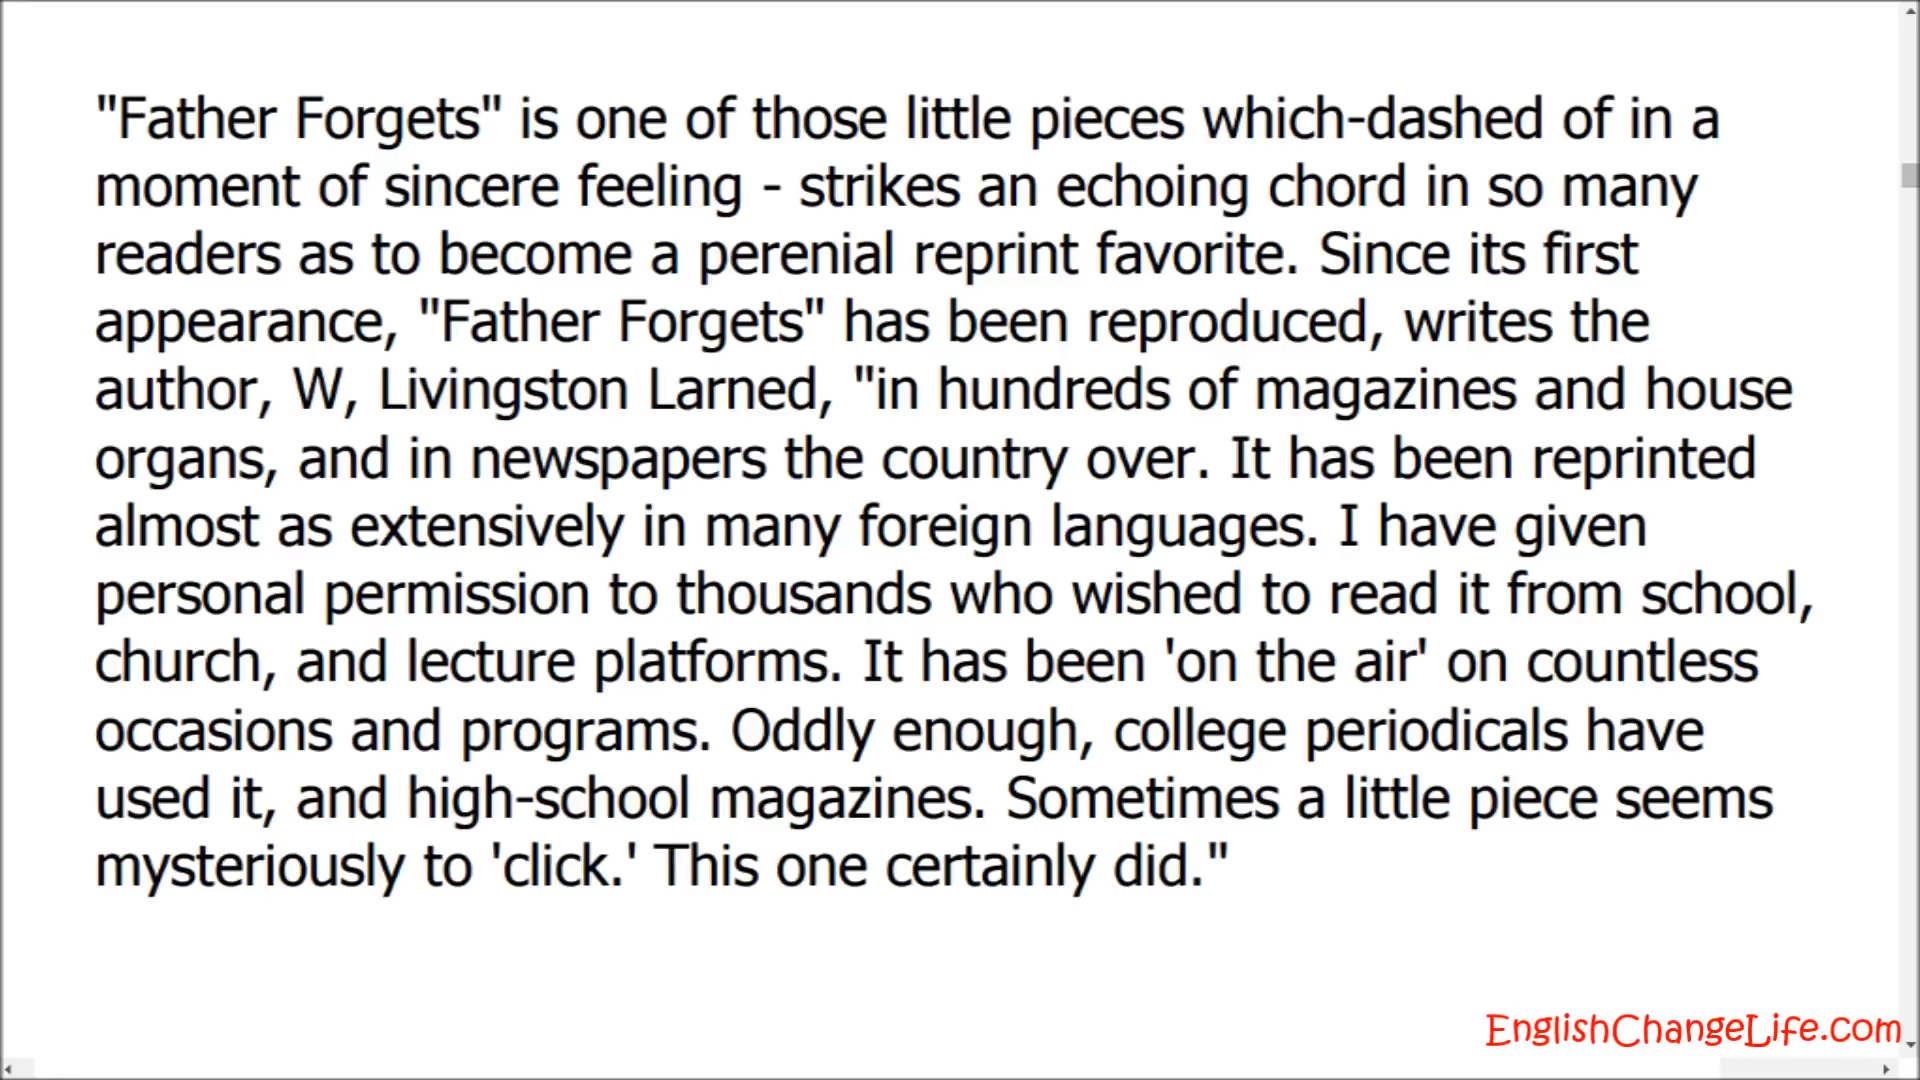 "Father Forgets" is one of those little pieces which-dashed of in a
moment of sincere feeling - strikes an echoing chord in so many
readers as to become a perenial reprint favorite. Since its first
appearance, "Father Forgets" has been reproduced, writes the
author, W, Livingston Larned, "in hundreds of magazines and house
organs, and in newspapers the country over. It has been reprinted
almost as extensively in many foreign languages. I have given
personal permission to thousands who wished to read it from school,
church, and lecture platforms. It has been 'on the air' on countless
occasions and programs. Oddly enough, college periodicals have
used it, and high-school magazines. Sometimes a little piece seems
mysteriously to 'click.' This one certainly did."
EnglishChangeLife.com